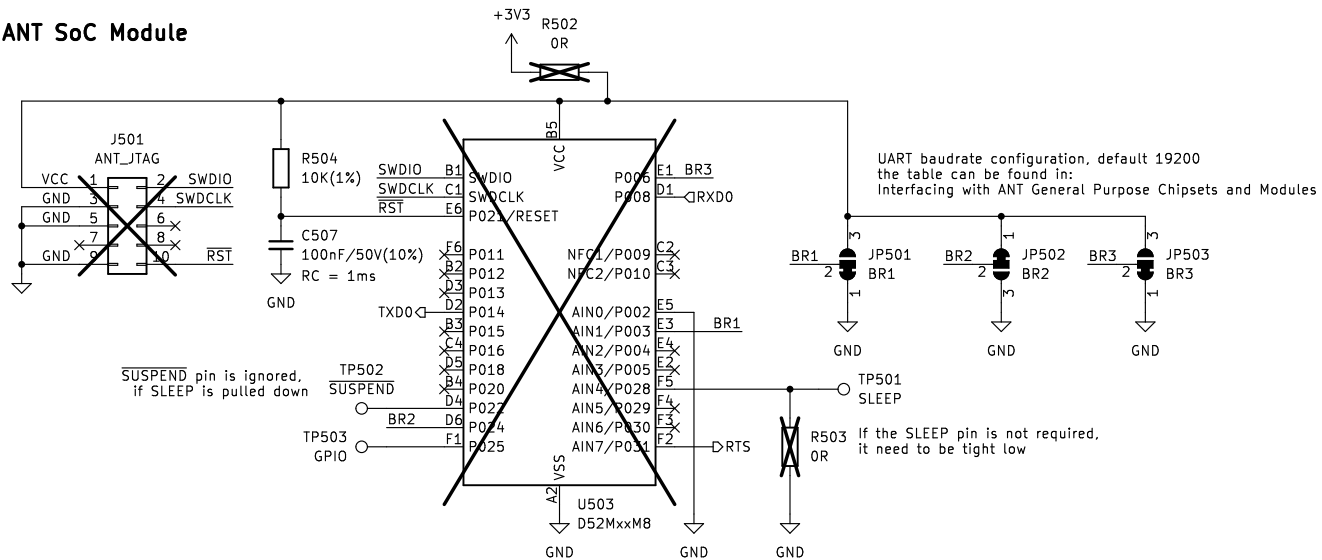 ANT SoC Module
+3V3
R502
0R
J501
ANT_JTAG
VCC 1 2 SWDIO
GND 3 4 SWDCLK
GND 5 6
7 8
GND 9 10 RST
R504
10K(1%)
C507
100nF/50V(10%)
RC = 1ms
GND
B5
VCC
SWDIO B1 SWDIO
SWDCLK C1 SWDCLK
RST E6 P021/RESET
F6 P011
B2 P012
D3 P013
TXD0 D2 P014
B3 P015
C4 P016
D5 P018
B4 P020
D4 P022
BR2 D6 P024
F1 P025
P006 E1 BR3
P008 D1 RXD0
NFC1/P009 C2
NFC2/P010 C3
AIN0/P002 E5
AIN1/P003 E3 BR1
AIN2/P004 E4
AIN3/P005 E2
AIN4/P028 F5
AIN5/P029 F4
AIN6/P030 F3
AIN7/P031 F2 RTS
A2 VSS
U503
D52MxxM8
GND
GND
GND
SUSPEND pin is ignored,
if SLEEP is pulled down
TP502
SUSPEND
TP503
GPIO
TP501
SLEEP
R503
0R
If the SLEEP pin is not required,
it need to be tight low
UART baudrate configuration, default 19200
the table can be found in:
Interfacing with ANT General Purpose Chipsets and Modules
3
BR1 2 JP501
BR1
1
GND
1
BR2 2 JP502
BR2
3
GND
3
BR3 2 JP503
BR3
1
GND